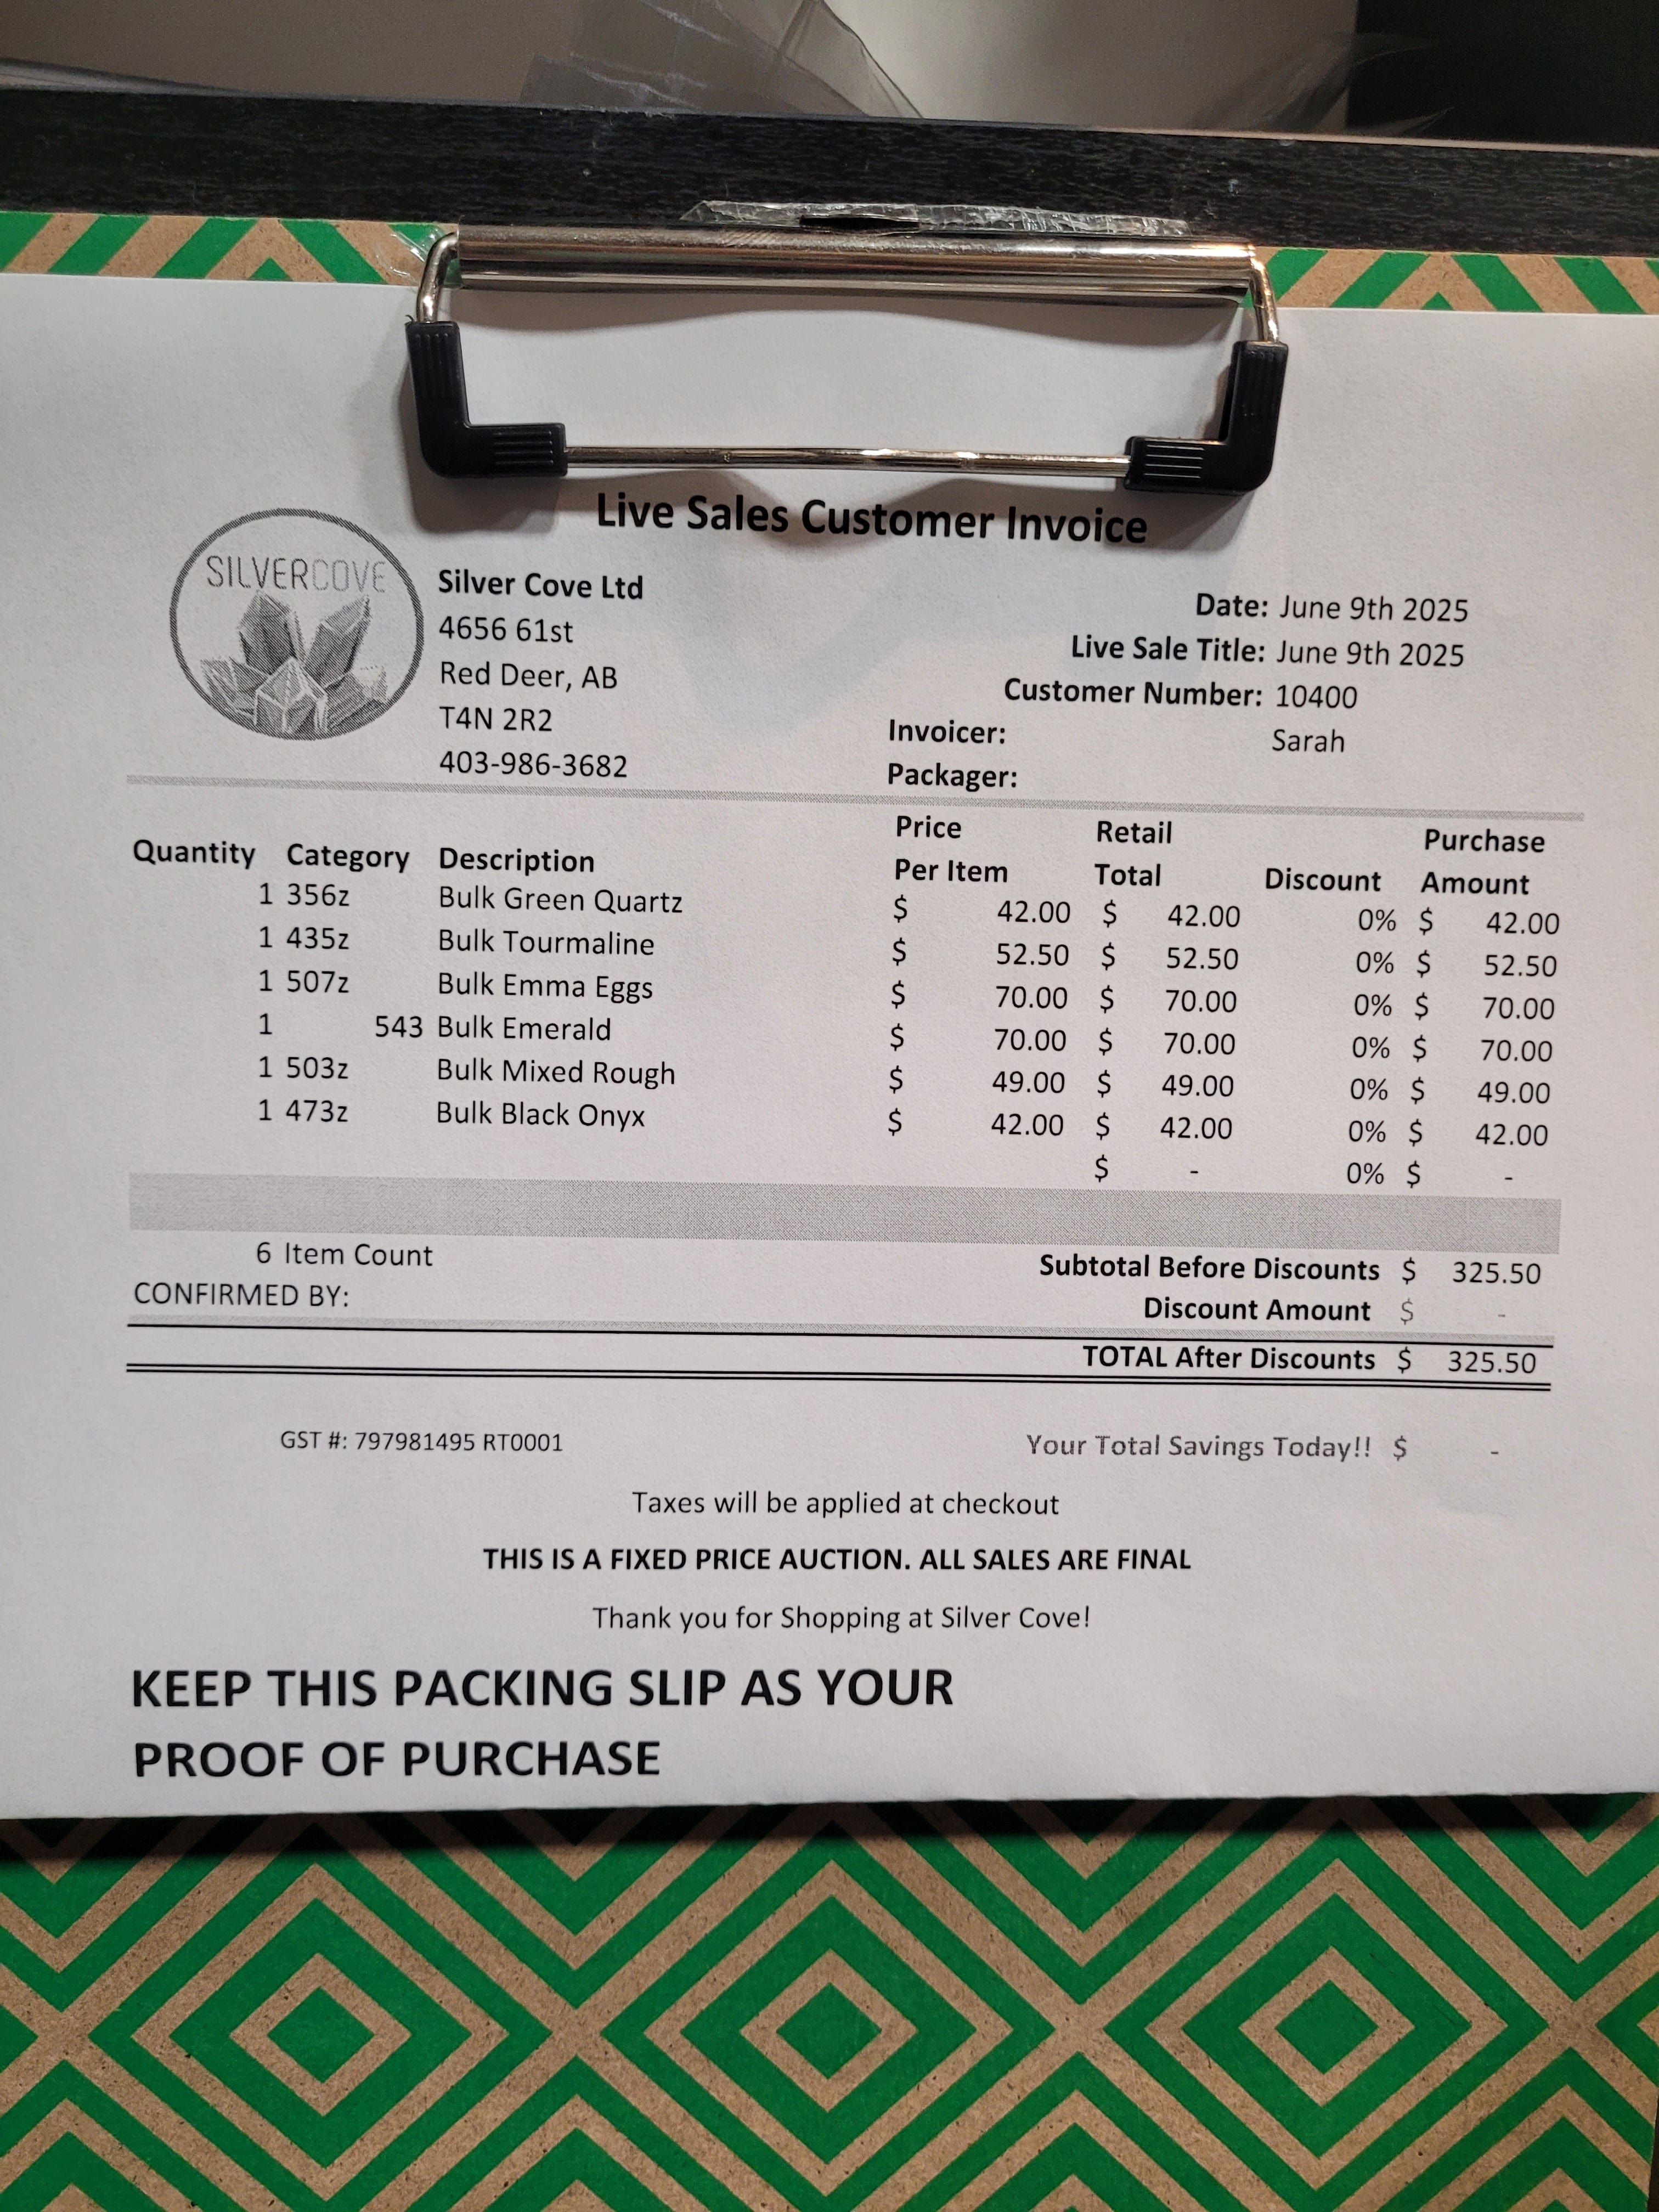 Live Sales Customer Invoice
SILVERCOVE
Silver Cove Ltd
4656 61st
Red Deer, AB
T4N 2R2
403-986-3682
Date: June 9th 2025
Live Sale Title: June 9th 2025
Customer Number: 10400
Invoicer: Sarah
Packager:
Quantity Category Description Price Per Item Retail Total Discount Purchase Amount
1 356z Bulk Green Quartz $ 42.00 $ 42.00 0% $ 42.00
1 435z Bulk Tourmaline $ 52.50 $ 52.50 0% $ 52.50
1 507z Bulk Emma Eggs $ 70.00 $ 70.00 0% $ 70.00
1 543 Bulk Emerald $ 70.00 $ 70.00 0% $ 70.00
1 503z Bulk Mixed Rough $ 49.00 $ 49.00 0% $ 49.00
1 473z Bulk Black Onyx $ 42.00 $ 42.00 0% $ 42.00
$ - 0% $ -
6 Item Count
Subtotal Before Discounts $ 325.50
CONFIRMED BY:
Discount Amount $ -
TOTAL After Discounts $ 325.50
GST #: 797981495 RT0001
Your Total Savings Today!! $ -
Taxes will be applied at checkout
THIS IS A FIXED PRICE AUCTION. ALL SALES ARE FINAL
Thank you for Shopping at Silver Cove!
KEEP THIS PACKING SLIP AS YOUR
PROOF OF PURCHASE